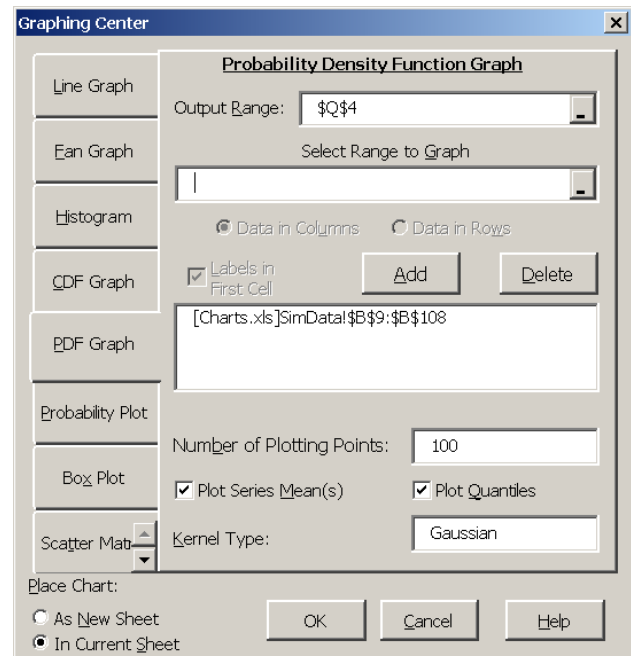 Graphing Center
Line Graph
Fan Graph
Histogram
CDF Graph
PDF Graph
Probability Plot
Box Plot
Scatter Matr
Probability Density Function Graph
Output Range: $Q$4
Select Range to Graph
Data in Columns Data in Rows
Labels in
First Cell
Add Delete
[Charts.xls]SimData!$B$9:$B$108
Number of Plotting Points: 100
Plot Series Mean(s) Plot Quantiles
Kernel Type: Gaussian
Place Chart:
As New Sheet
In Current Sheet
OK Cancel Help